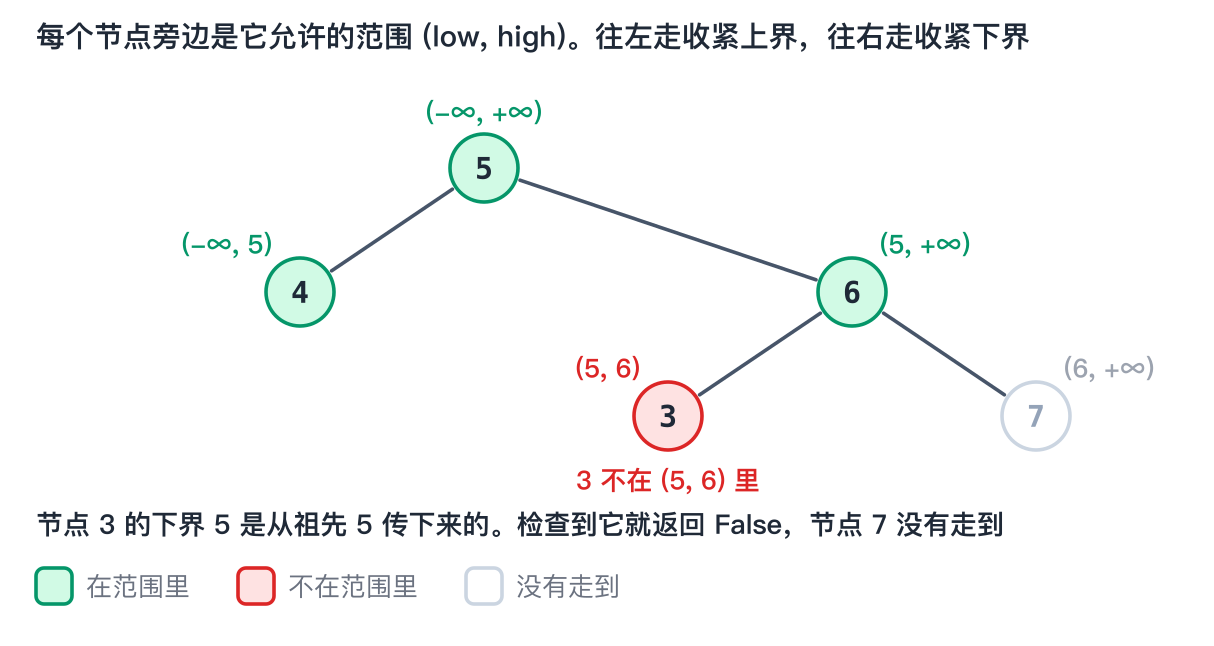 每个节点旁边是它允许的范围 (low, high)。往左走收紧上界，往右走收紧下界
(−∞, +∞)
5
(−∞, 5)
(5, +∞)
4
6
(5, 6)
(6, +∞)
3
7
3 不在 (5, 6) 里
节点 3 的下界 5 是从祖先 5 传下来的。检查到它就返回 False，节点 7 没有走到
在范围里
不在范围里
没有走到